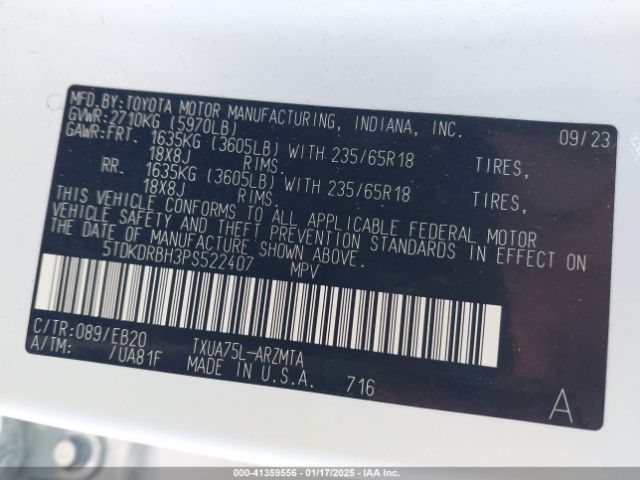 MFD.BY:TOYOTA MOTOR MANUFACTURING, INDIANA, INC. 09/23
GVWR:2710KG (5970LB)
GAWR:FRT. 1635KG (3605LB) WITH 235/65R18 TIRES,
18X8J RIMS.
RR. 1635KG (3605LB) WITH 235/65R18 TIRES,
18X8J RIMS.
THIS VEHICLE CONFORMS TO ALL APPLICABLE FEDERAL MOTOR
VEHICLE SAFETY AND THEFT PREVENTION STANDARDS IN EFFECT ON
THE DATE OF MANUFACTURE SHOWN ABOVE.
5TDKDRBH3PS522407 MPV
C/TR:089/EB20 TXUA75L-ARZMTA
A/TM: /UA81F MADE IN U.S.A. 716
A
000-41359556 - 01/17/2025 - IAA Inc.